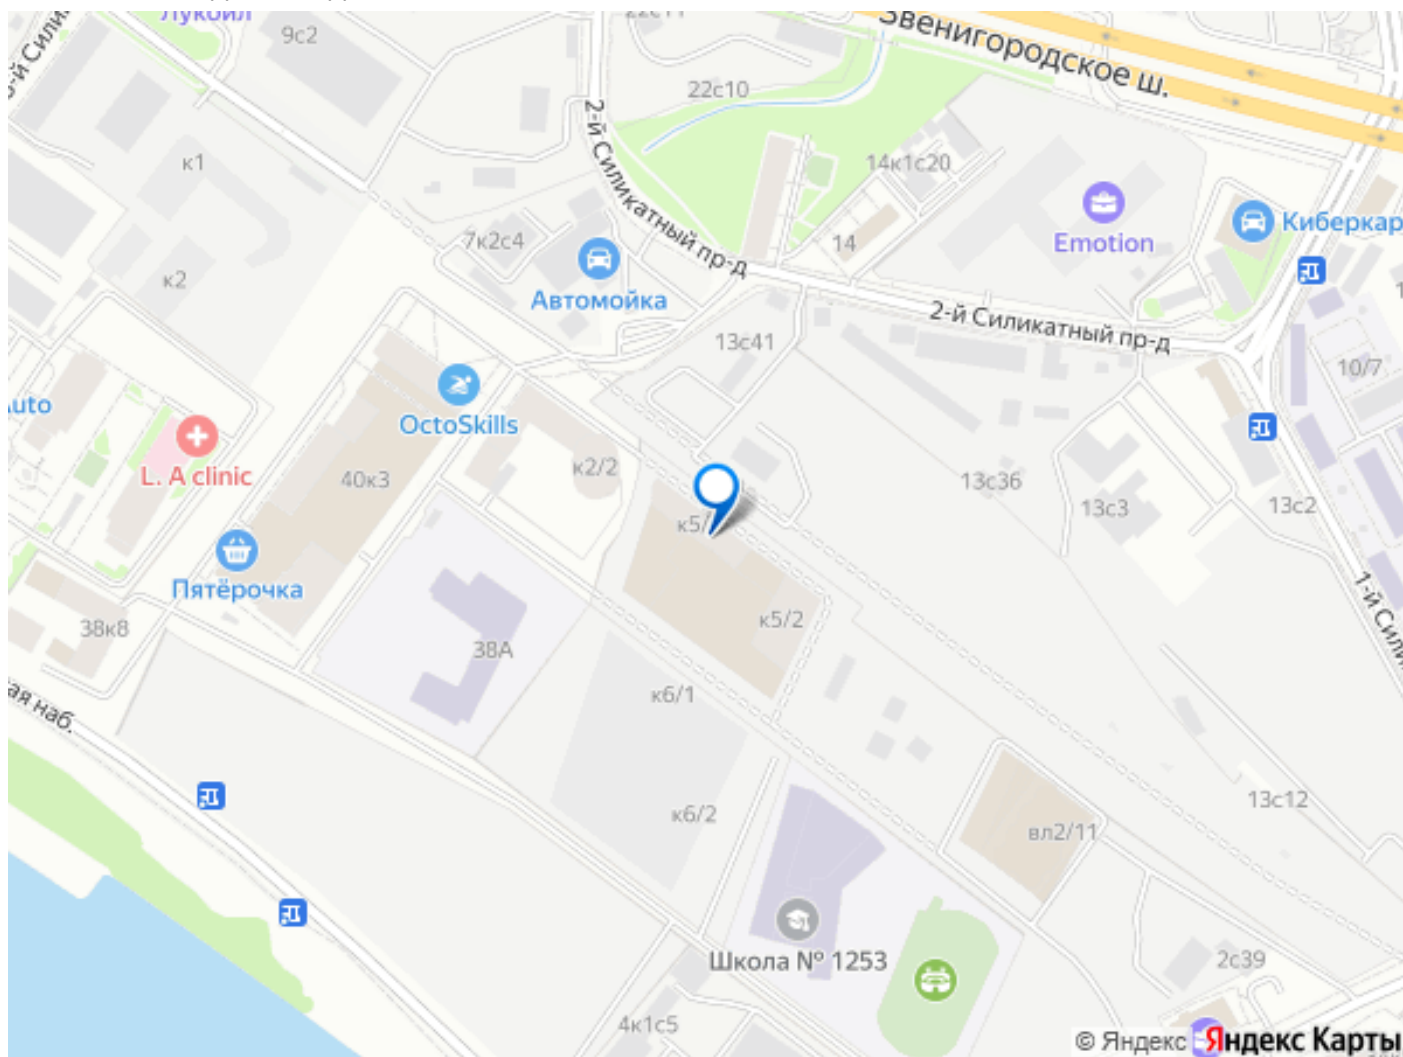 Лукойл
9с2
22с11
Звенигородское ш.
22с10
2-й Силикатный пр-д
к1
14к1с20
Emotion
Киберкар
7к2с4
14
к2
Автомойка
2-й Силикатный пр-д
13с41
10/7
uto
OctoSkills
L. A clinic
40к3
к2/2
13с36
13с3
13с2
к5/
Пятёрочка
38к8
38А
к5/2
1-й Сили
ая наб.
к6/1
к6/2
13с12
вл2/11
Школа № 1253
2с39
4к1с5
© Яндекс Яндекс Карты